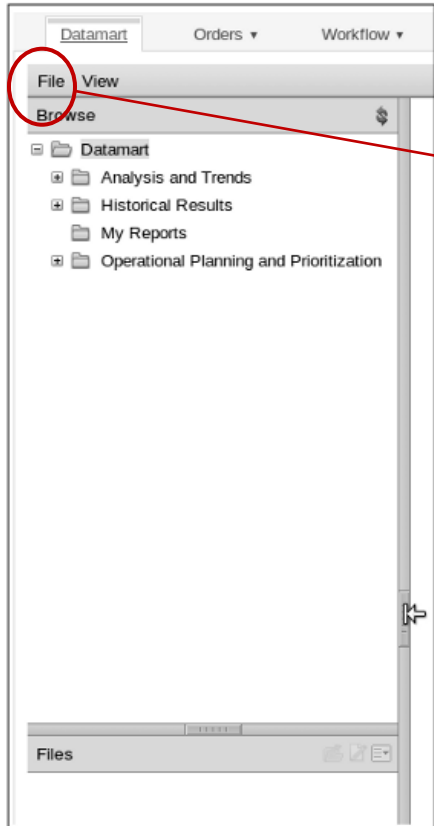 Datamart Orders ▾ Workflow ▾
File View
Browse
Datamart
Analysis and Trends
Historical Results
My Reports
Operational Planning and Prioritization
Files